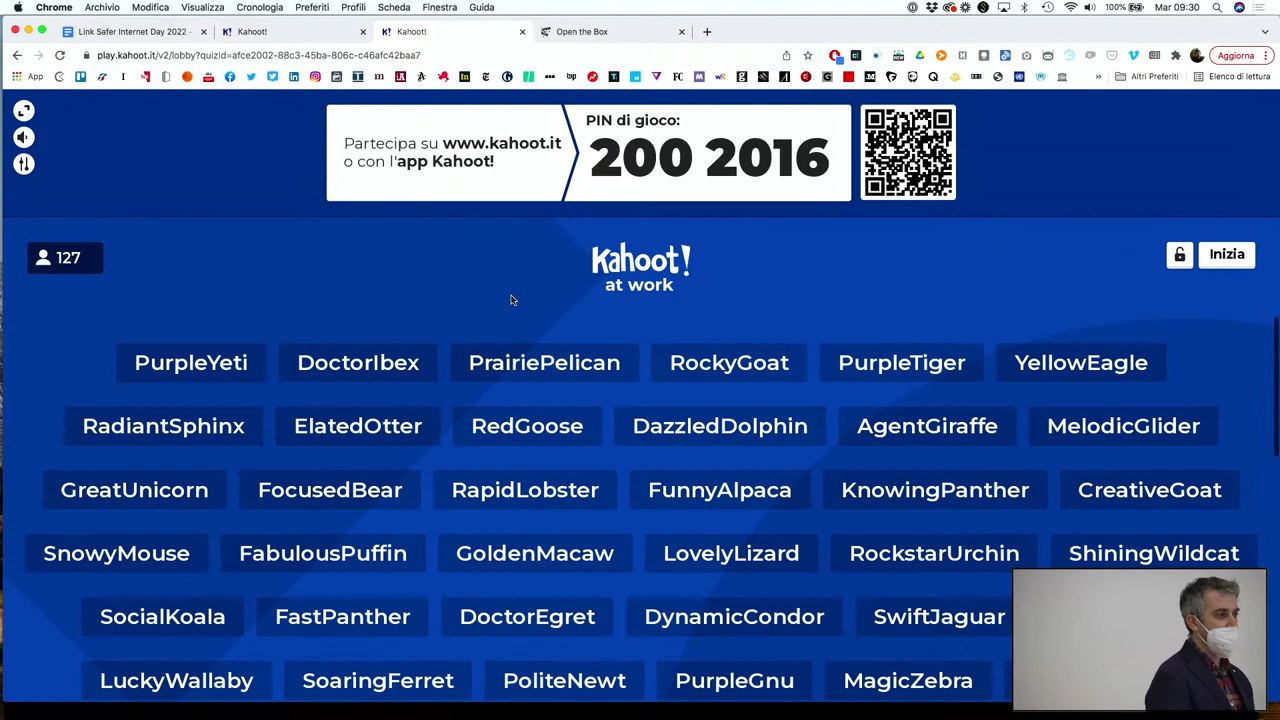 Chrome Archivio Modifica Visualizza Cronologia Preferiti Profili Scheda Finestra Guida 100% Mar 09:30
Link Safer Internet Day 2022 - Kahoot! Kahoot! Open the Box
play.kahoot.it/v2/lobby?quizId=afce2002-88c3-45ba-806c-c46afc42baa7 Aggiorna
App Altri Preferiti Elenco di lettura
Partecipa su www.kahoot.it
o con l'app Kahoot!
PIN di gioco:
200 2016
127
Kahoot!
at work
Inizia
PurpleYeti DoctorIbex PrairiePelican RockyGoat PurpleTiger YellowEagle
RadiantSphinx ElatedOtter RedGoose DazzledDolphin AgentGiraffe MelodicGlider
GreatUnicorn FocusedBear RapidLobster FunnyAlpaca KnowingPanther CreativeGoat
SnowyMouse FabulousPuffin GoldenMacaw LovelyLizard RockstarUrchin ShiningWildcat
SocialKoala FastPanther DoctorEgret DynamicCondor SwiftJaguar
LuckyWallaby SoaringFerret PoliteNewt PurpleGnu MagicZebra